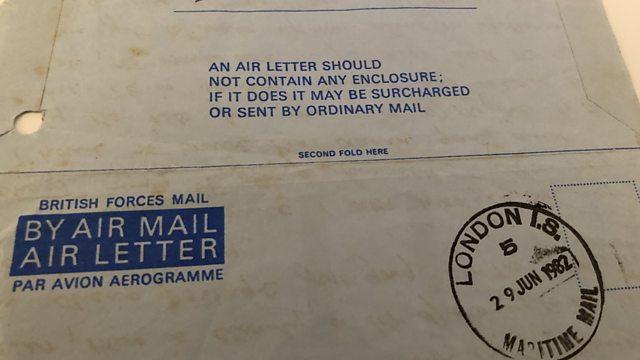 AN AIR LETTER SHOULD
NOT CONTAIN ANY ENCLOSURE;
IF IT DOES IT MAY BE SURCHARGED
OR SENT BY ORDINARY MAIL
SECOND FOLD HERE
BRITISH FORCES MAIL
BY AIR MAIL
AIR LETTER
PAR AVION AEROGRAMME
LONDON I.S.
5
29 JUN 1982
MARITIME MAIL